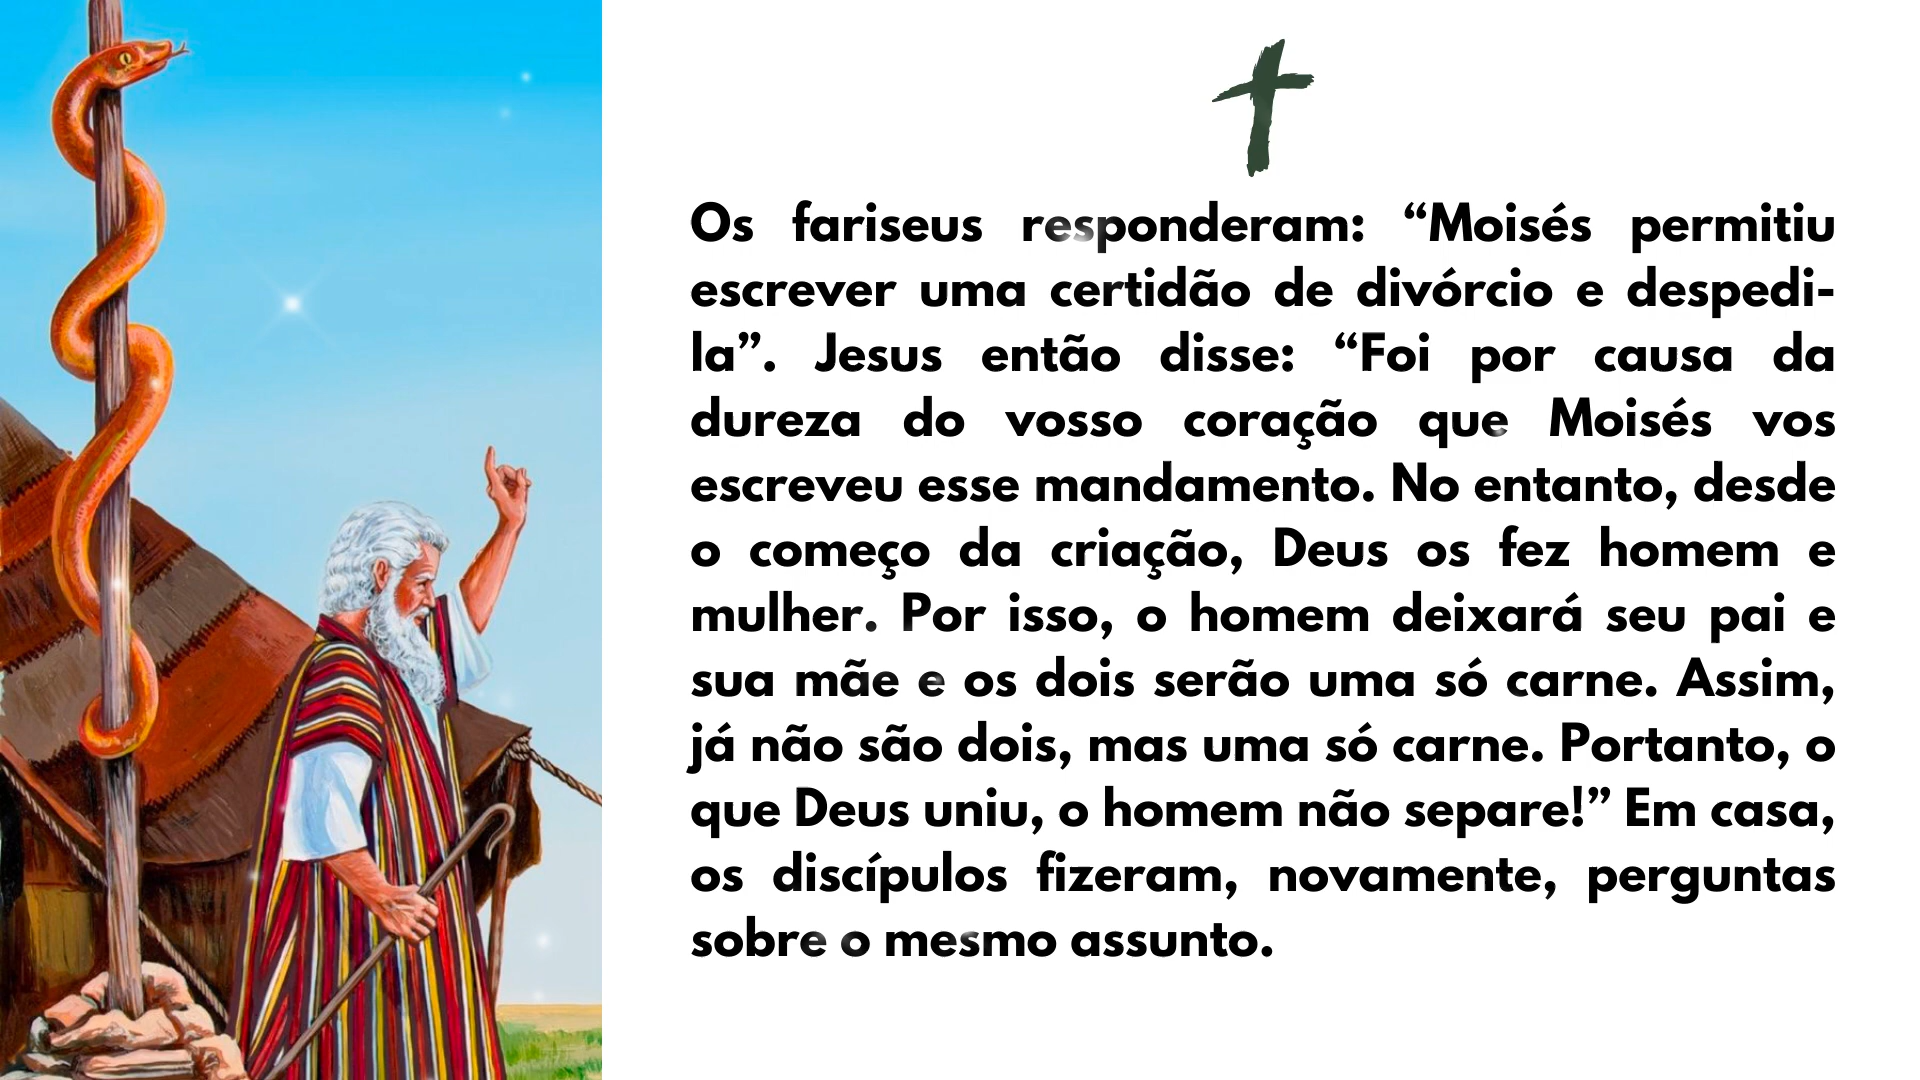 Os fariseus responderam: “Moisés permitiu
escrever uma certidão de divórcio e despedi-
la”. Jesus então disse: “Foi por causa da
dureza do vosso coração que Moisés vos
escreveu esse mandamento. No entanto, desde
o começo da criação, Deus os fez homem e
mulher. Por isso, o homem deixará seu pai e
sua mãe e os dois serão uma só carne. Assim,
já não são dois, mas uma só carne. Portanto, o
que Deus uniu, o homem não separe!” Em casa,
os discípulos fizeram, novamente, perguntas
sobre o mesmo assunto.